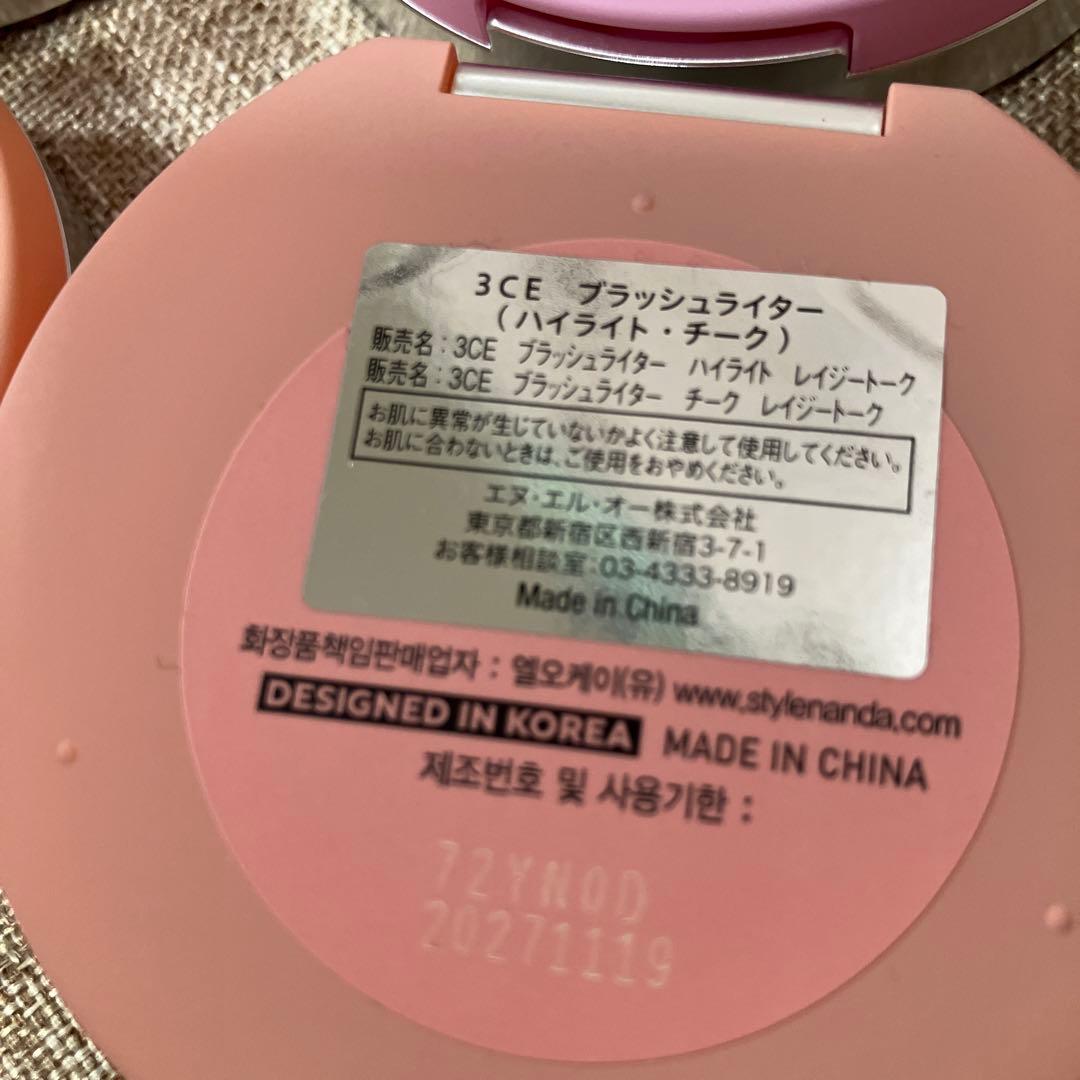 3CE ブラッシュライター
(ハイライト・チーク)
販売名:3CE ブラッシュライター ハイライト レイジートーク
販売名:3CE ブラッシュライター チーク レイジートーク
お肌に異常が生じていないかよく注意して使用してください。
お肌に合わないときは、ご使用をおやめください。
エヌ・エル・オー株式会社
東京都新宿区西新宿3-7-1
お客様相談室:03-4333-8919
Made in China
화장품책임판매업자 : 엘오케이(유) www.stylenanda.com
DESIGNED IN KOREA MADE IN CHINA
제조번호 및 사용기한 :
72YN0D
20271119